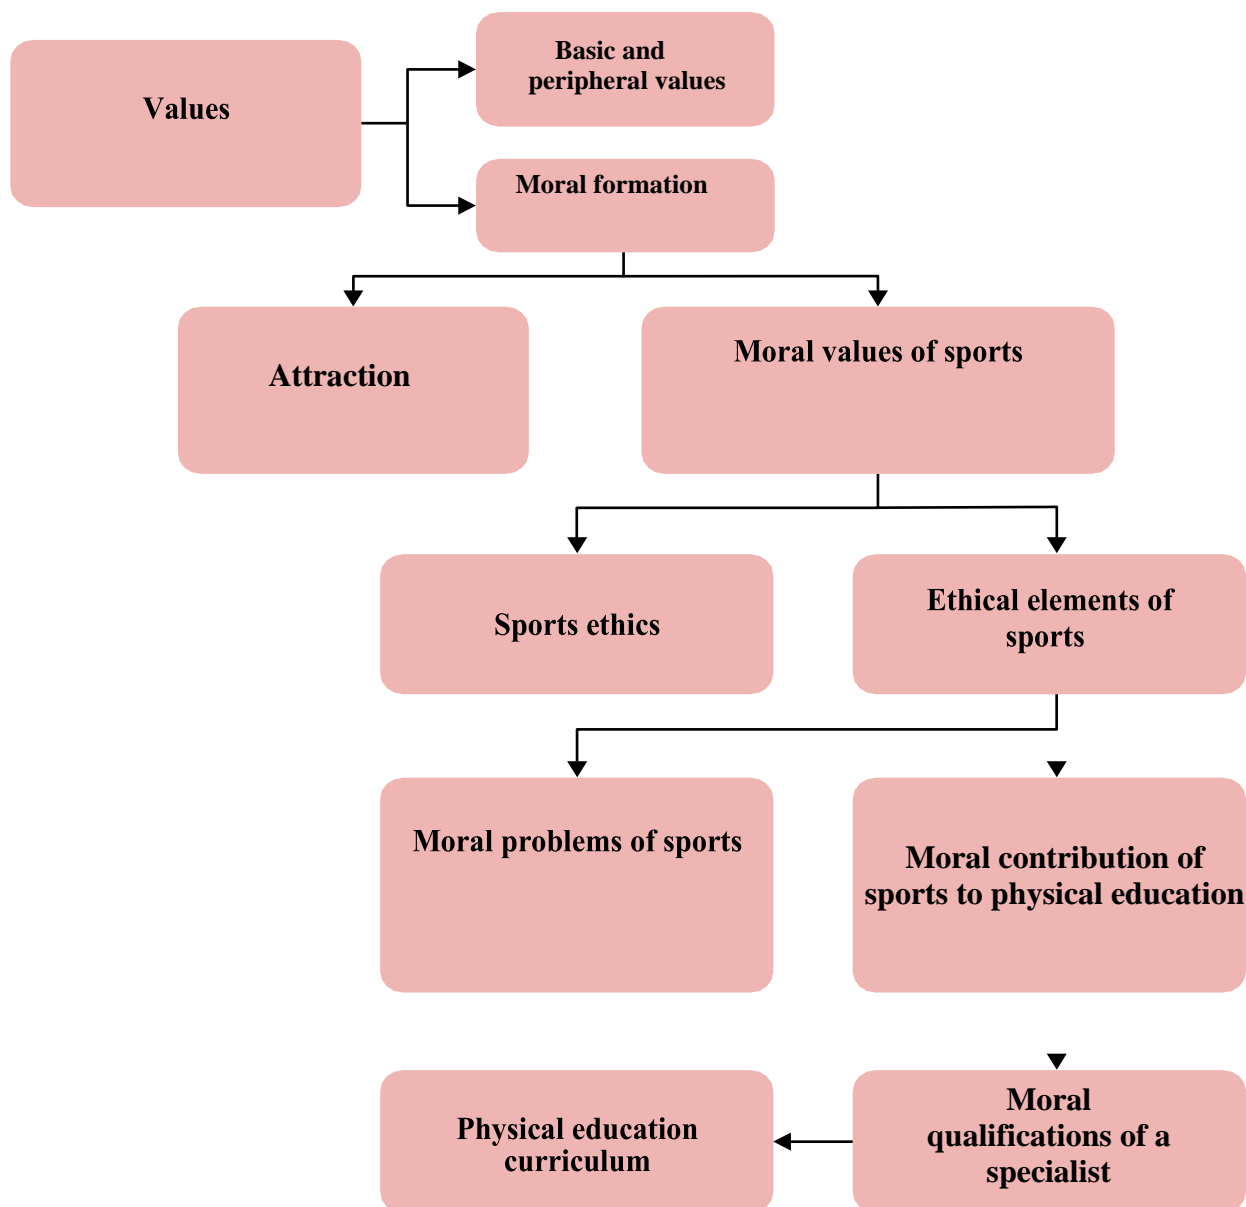 Values
Basic and
peripheral values
Moral formation
Attraction
Moral values of sports
Sports ethics
Ethical elements of
sports
Moral problems of sports
Moral contribution of
sports to physical education
Physical education
curriculum
Moral
qualifications of a
specialist